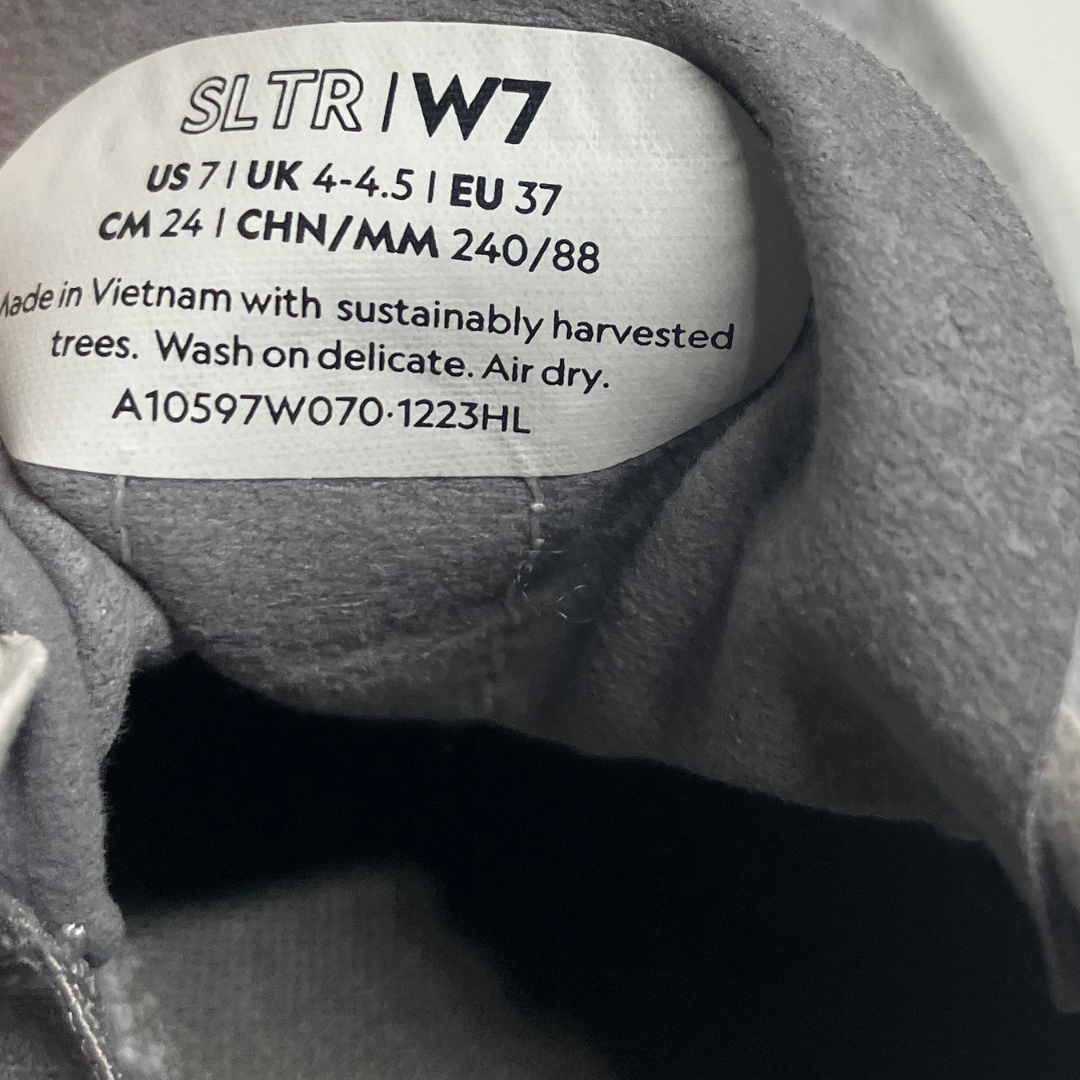 SLTR | W7
US 7 | UK 4-4.5 | EU 37
CM 24 | CHN/MM 240/88
Made in Vietnam with sustainably harvested
trees. Wash on delicate. Air dry.
A10597W070·1223HL